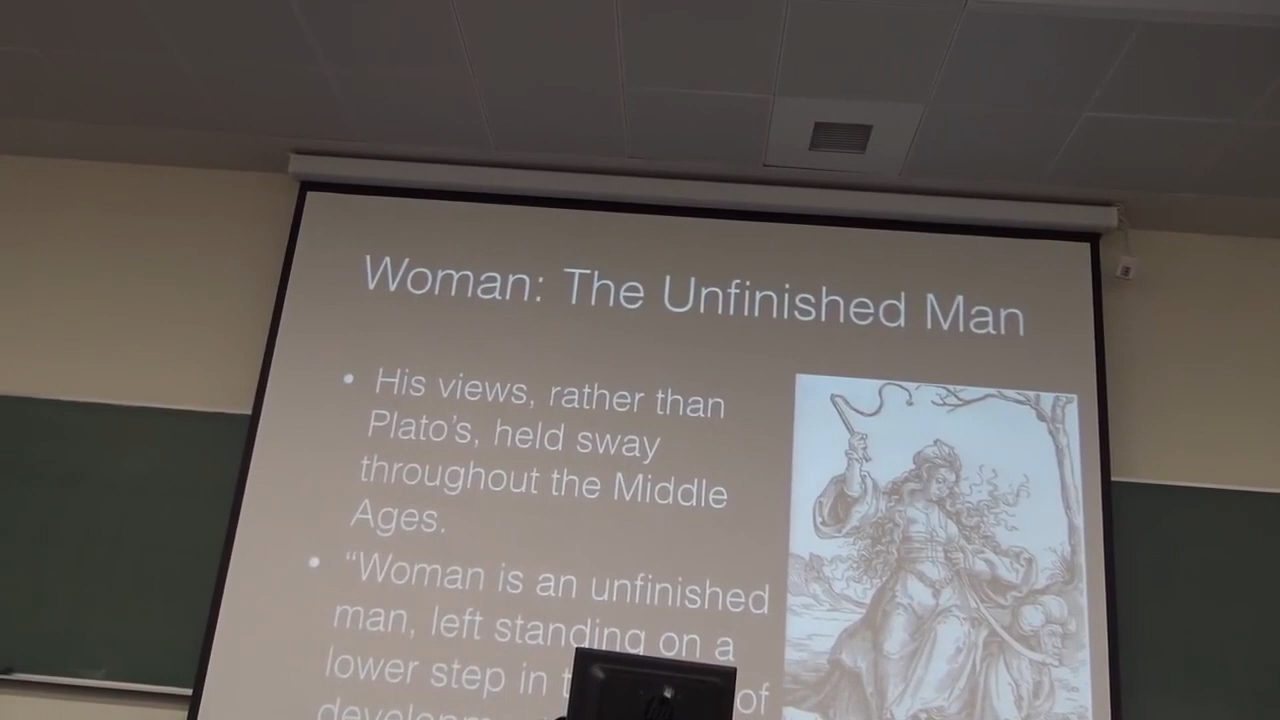 Woman: The Unfinished Man
• His views, rather than
Plato's, held sway
throughout the Middle
Ages.
• “Woman is an unfinished
man, left standing on a
lower step in of